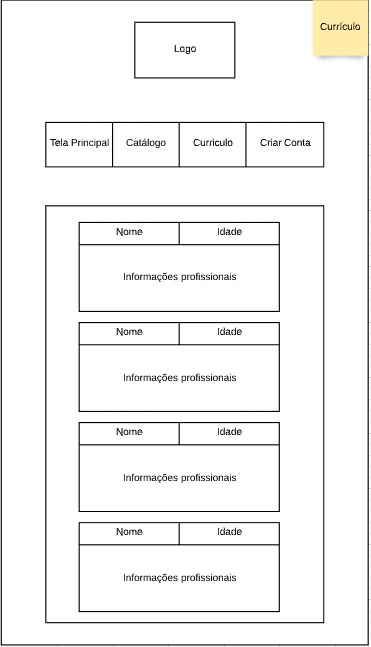 Currículo
Logo
Tela Principal
Catálogo
Curriculo
Criar Conta
Nome
Idade
Informações profissionais
Nome
Idade
Informações profissionais
Nome
Idade
Informações profissionais
Nome
Idade
Informações profissionais